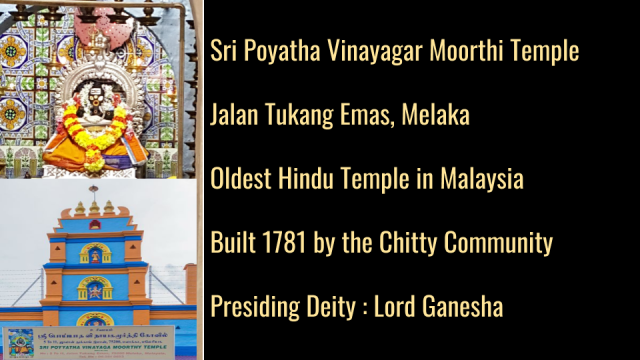 Sri Poyatha Vinayagar Moorthi Temple
Jalan Tukang Emas, Melaka
Oldest Hindu Temple in Malaysia
Built 1781 by the Chitty Community
Presiding Deity : Lord Ganesha
SRI POYYATHA VINAYAGA MOORTHY TEMPLE